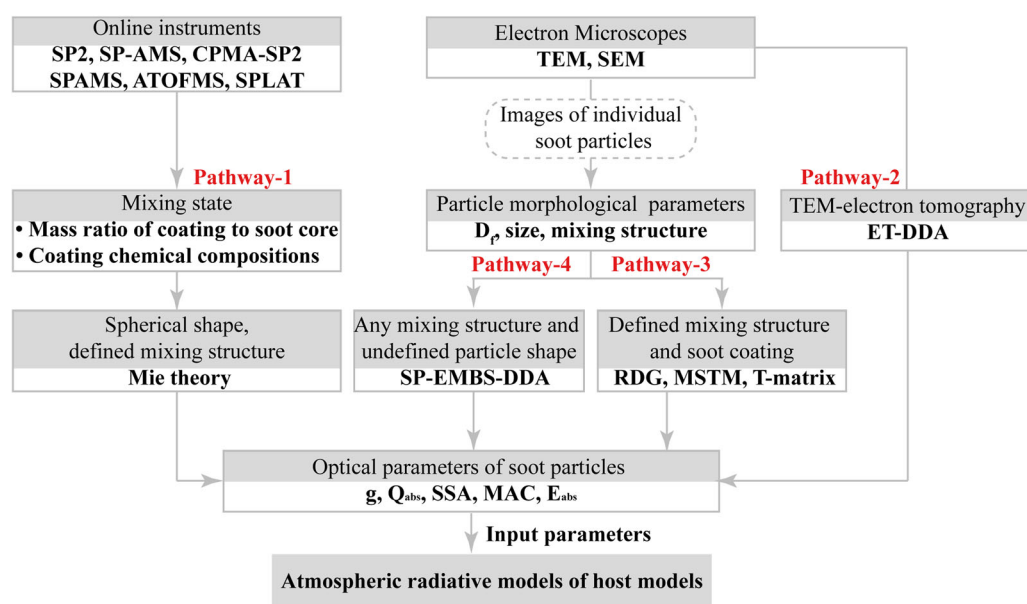 Online instruments
SP2, SP-AMS, CPMA-SP2
SPAMS, ATOFMS, SPLAT
Electron Microscopes
TEM, SEM
Images of individual
soot particles
Pathway-1
Mixing state
• Mass ratio of coating to soot core
• Coating chemical compositions
Particle morphological parameters
Df, size, mixing structure
Pathway-2
TEM-electron tomography
ET-DDA
Pathway-4
Pathway-3
Spherical shape,
defined mixing structure
Mie theory
Any mixing structure and
undefined particle shape
SP-EMBS-DDA
Defined mixing structure
and soot coating
RDG, MSTM, T-matrix
Optical parameters of soot particles
g, Qabs, SSA, MAC, Eabs
Input parameters
Atmospheric radiative models of host models